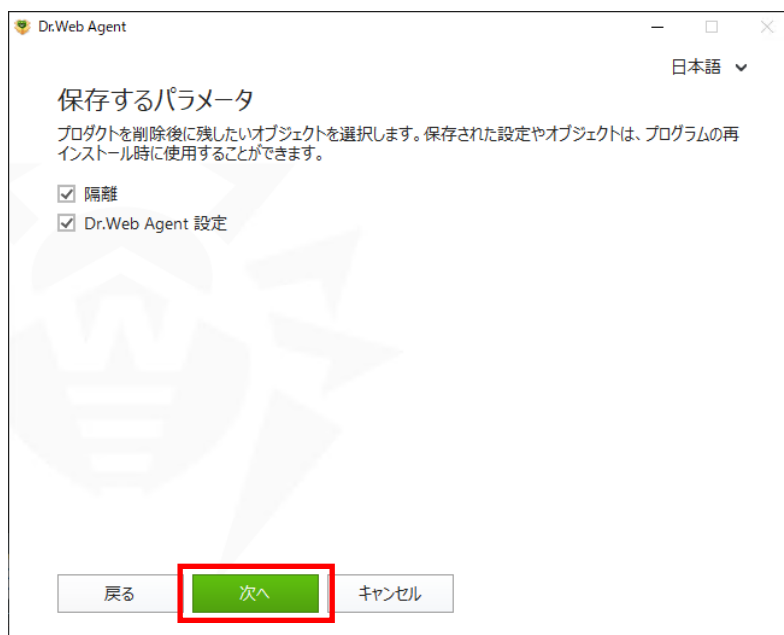 Dr.Web Agent
日本語
保存するパラメータ
プロダクトを削除後に残したいオブジェクトを選択します。保存された設定やオブジェクトは、プログラムの再
インストール時に使用することができます。
隔離
Dr.Web Agent 設定
戻る 次へ キャンセル